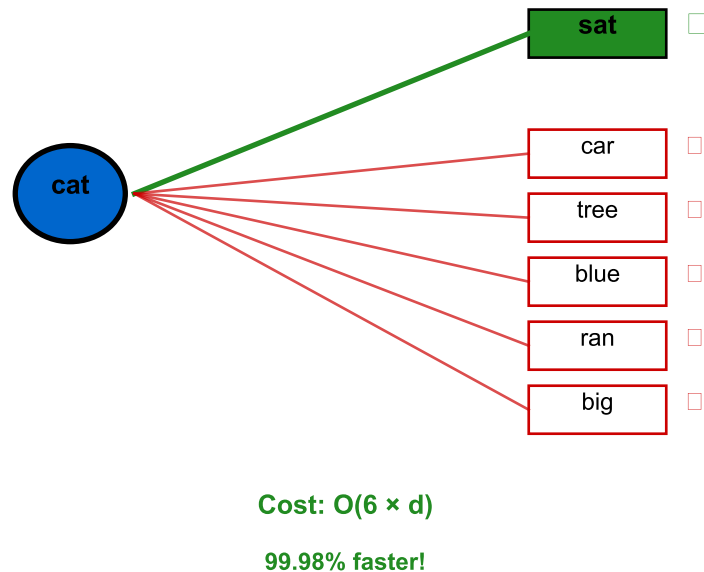 sat
cat
car
tree
blue
ran
big
Cost: O(6 × d)
99.98% faster!